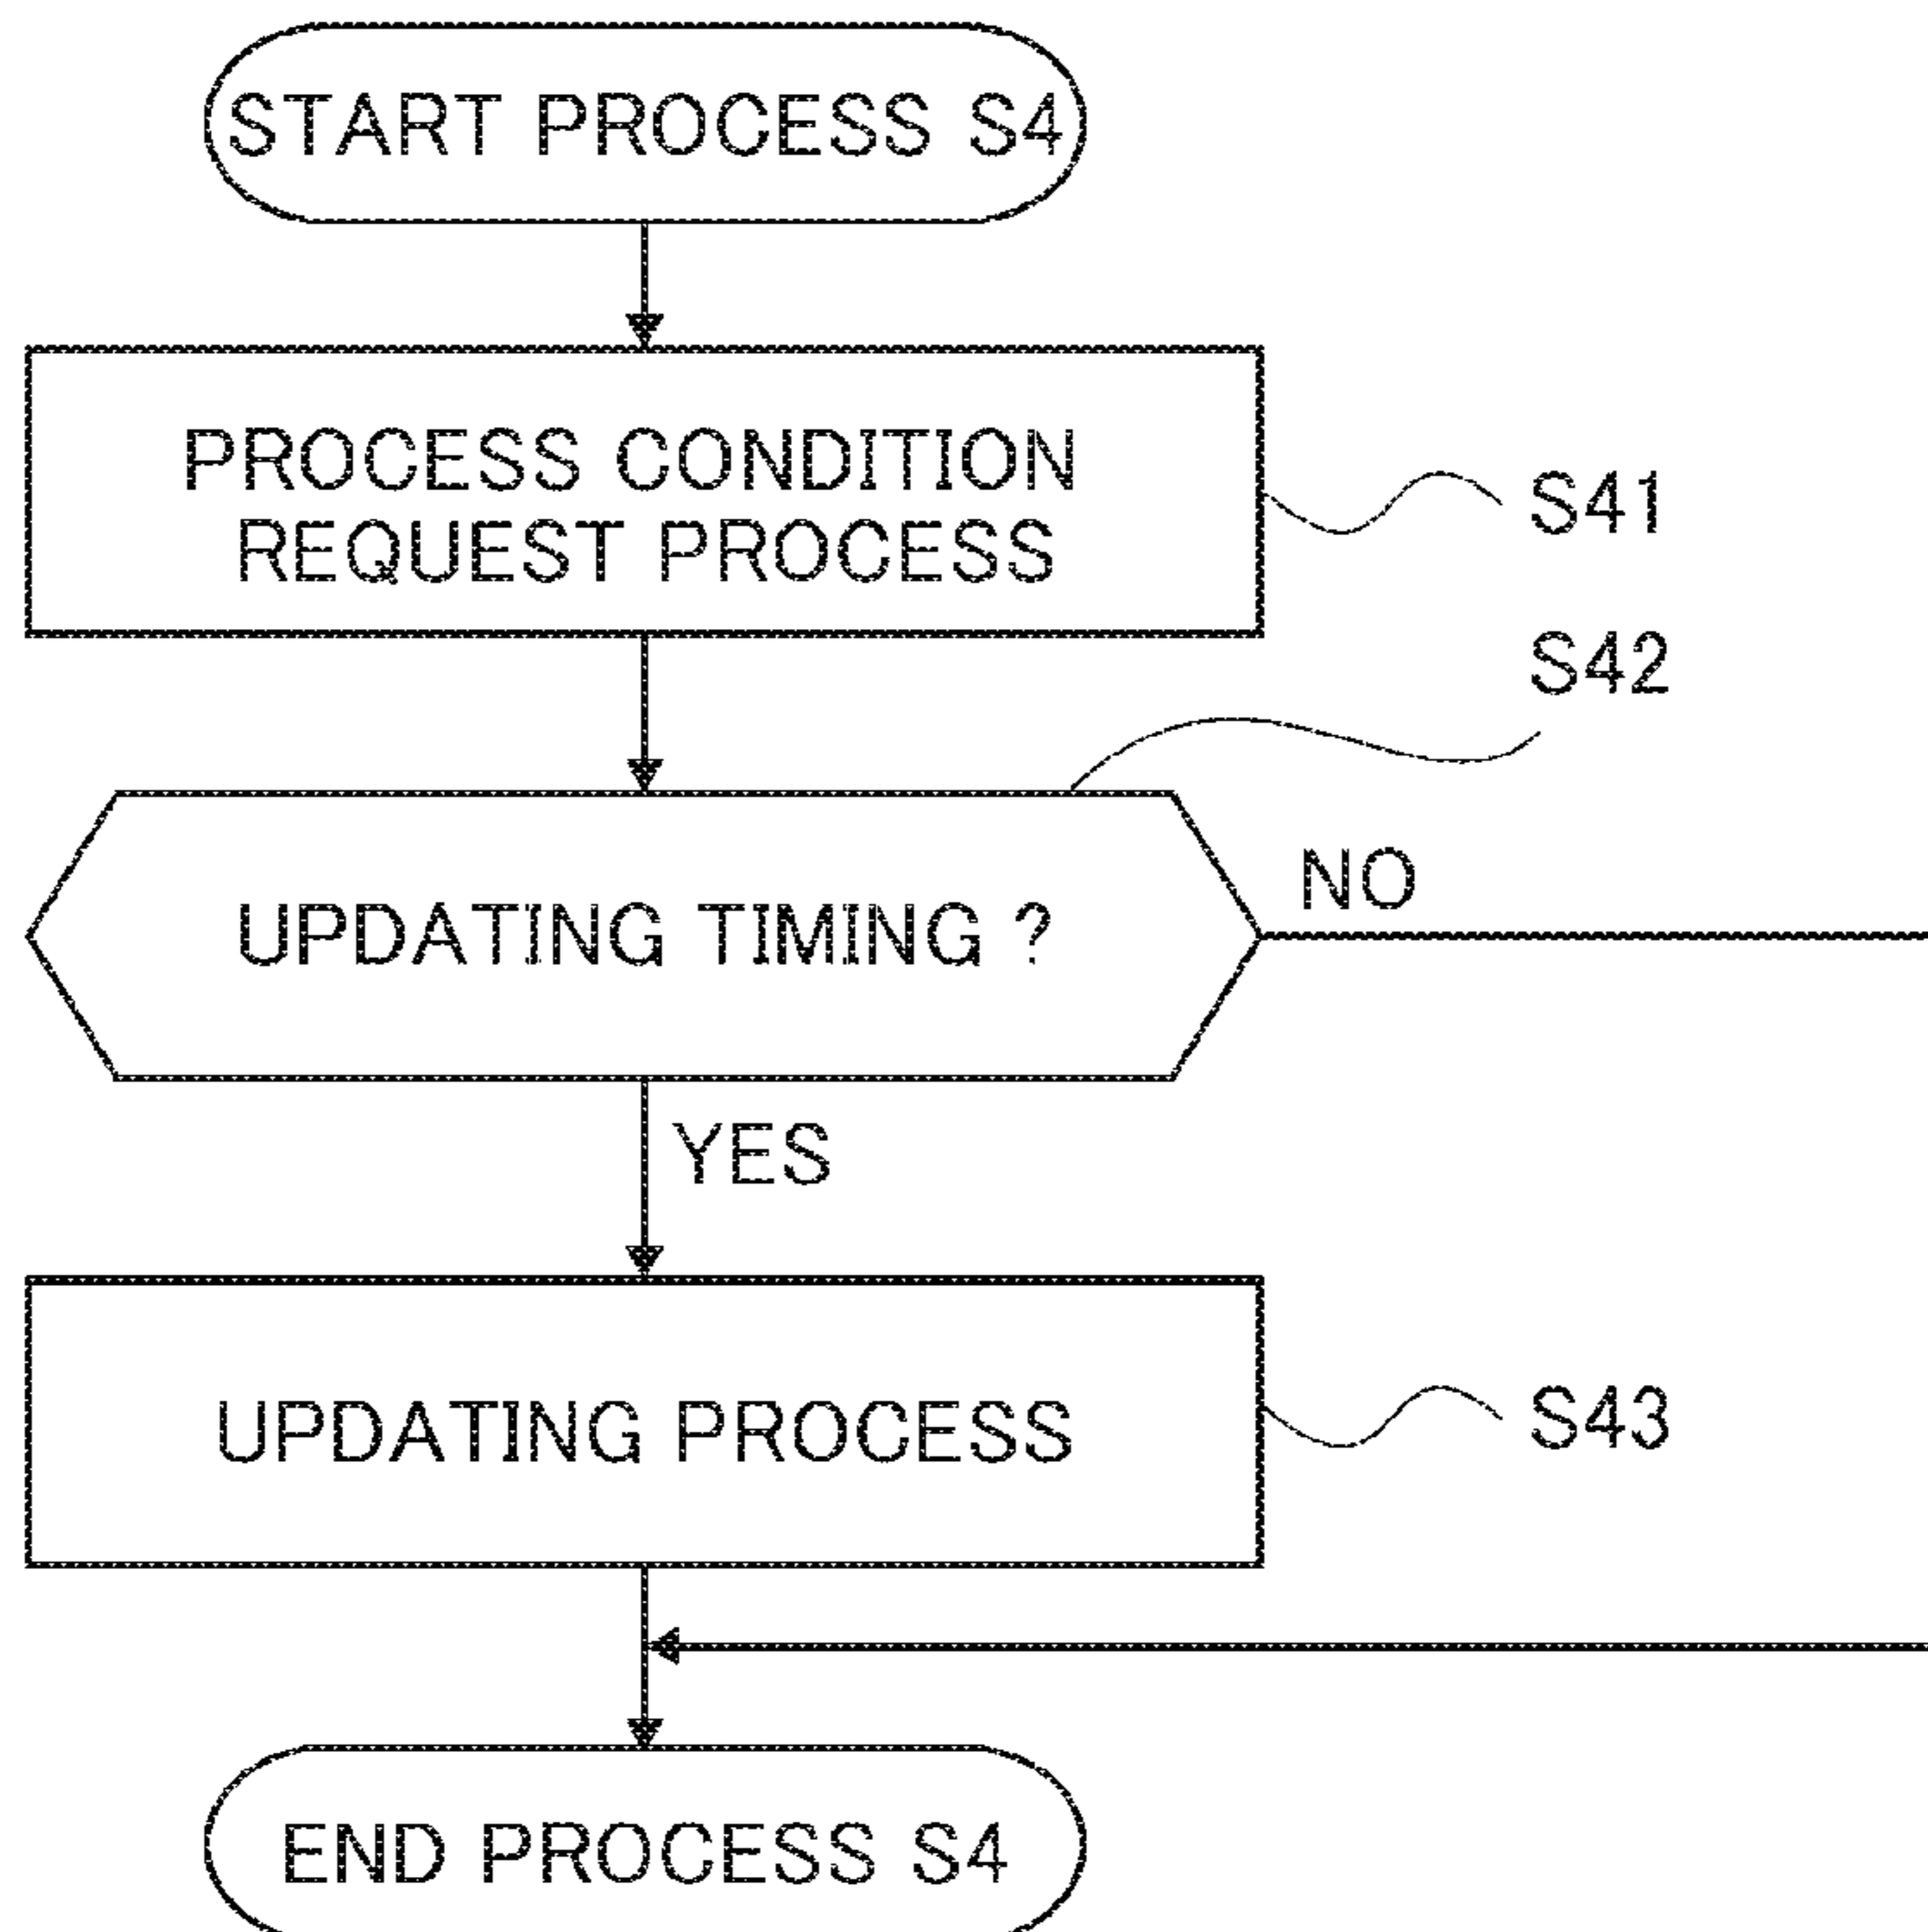 START PROCESS S4
PROCESS CONDITION
REQUEST PROCESS
S41
S42
UPDATING TIMING ?
NO
YES
UPDATING PROCESS
S43
END PROCESS S4